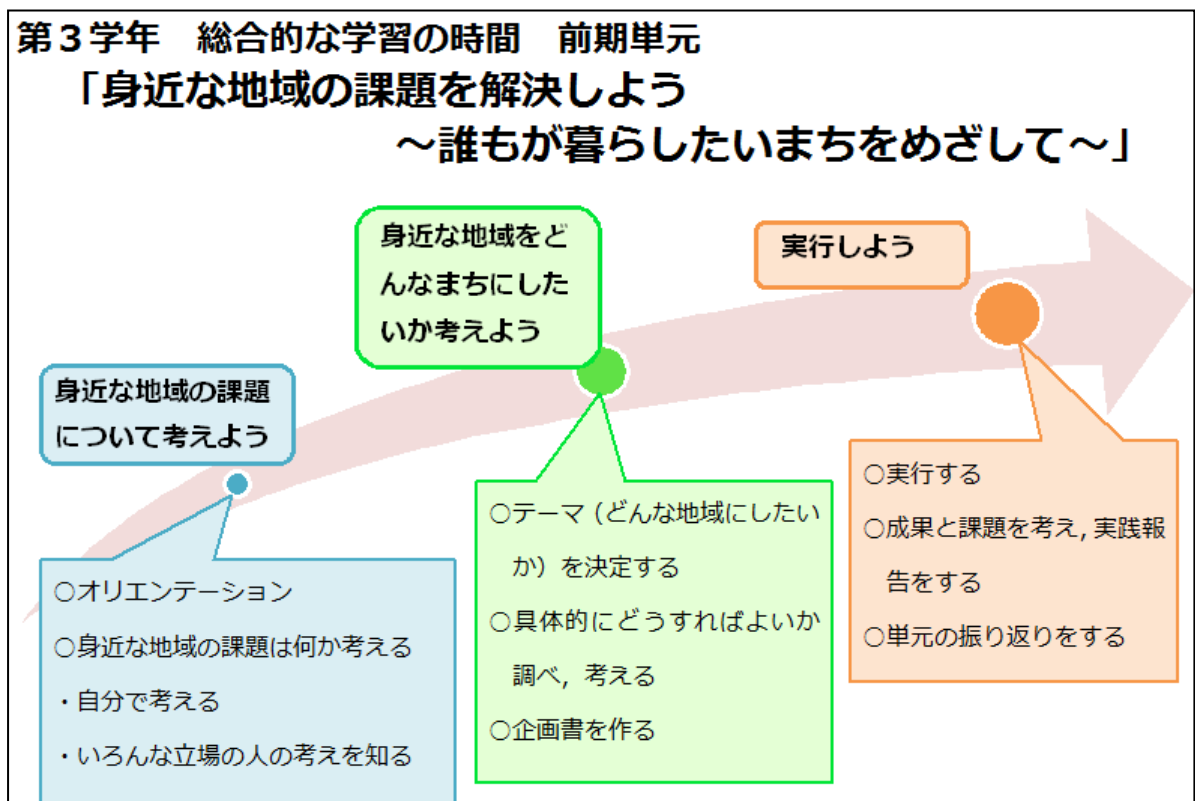 第３学年　総合的な学習の時間　前期単元
「身近な地域の課題を解決しよう
～誰もが暮らしたいまちをめざして～」
身近な地域の課題
について考えよう
○オリエンテーション
○身近な地域の課題は何か考える
・自分で考える
・いろんな立場の人の考えを知る
身近な地域をど
んなまちにした
いか考えよう
○テーマ（どんな地域にしたい
か）を決定する
○具体的にどうすればよいか
調べ，考える
○企画書を作る
実行しよう
○実行する
○成果と課題を考え，実践報
告をする
○単元の振り返りをする